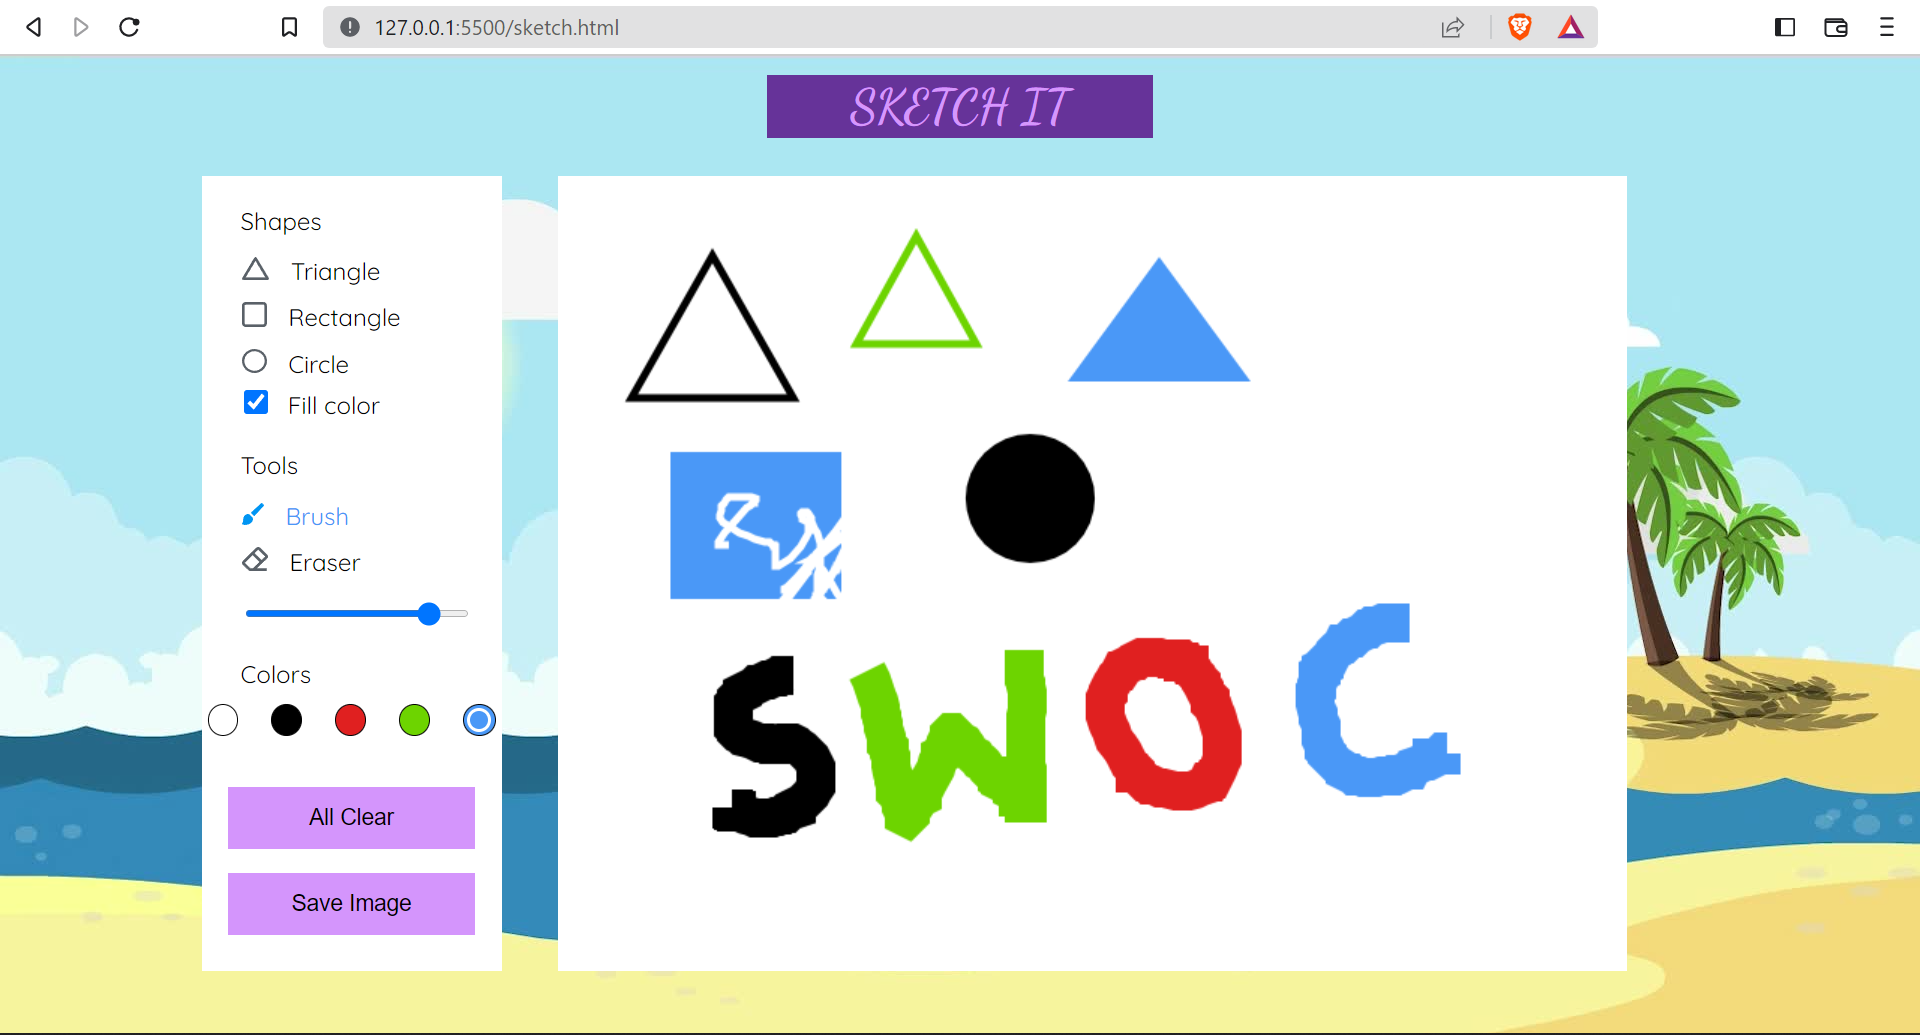 127.0.0.1:5500/sketch.html
SKETCH IT
Shapes
Triangle
Rectangle
Circle
Fill color
Tools
Brush
Eraser
Colors
All Clear
Save Image
SWOC